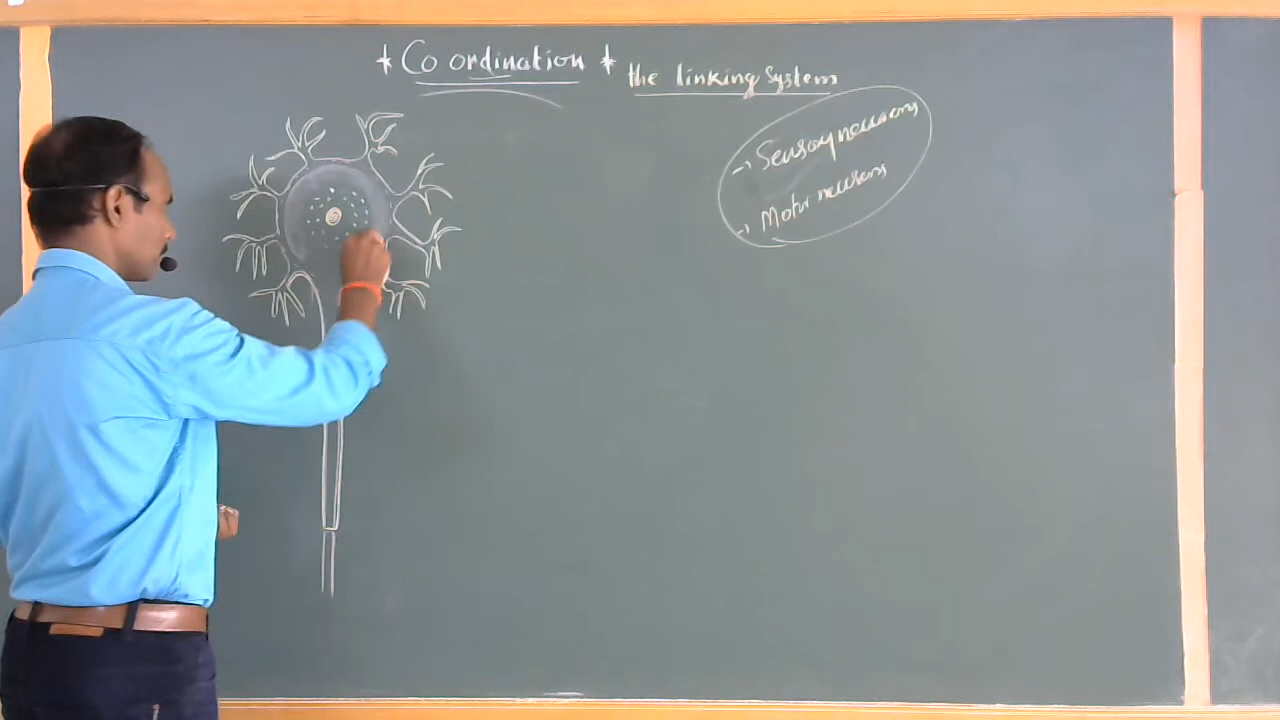 * Co ordination *
the linking system
→ Sensory neurons
→ Motor neurons